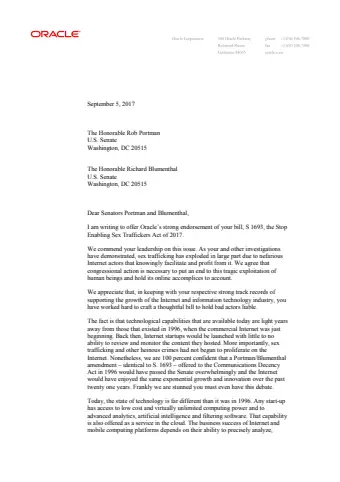 ORACLE
Oracle Corporation 500 Oracle Parkway phone
Redwood Shores fax
California 94065
September 5, 2017
The Honorable Rob Portman
U.S. Senate
Washington, DC 20515
The Honorable Richard Blumenthal
U.S. Senate
Washington, DC 20515
Dear Senators Portman and Blumenthal,
I am writing to offer Oracle's strong endorsement of your bill, S 1693, the Stop
Enabling Sex Traffickers Act of 2017.
We commend your leadership on this issue. As your and other investigations
have demonstrated, sex trafficking has exploded in large part due to nefarious
Internet actors that knowingly facilitate and profit from it. We agree that
congressional action is necessary to put an end to this tragic exploitation of
human beings and hold its online accomplices to account.
We appreciate that, in keeping with your respective strong track records of
supporting the growth of the Internet and information technology industry, you
have worked hard to craft a thoughtful bill to hold bad actors liable.
The fact is that technological capabilities that are available today are light years
away from those that existed in 1996, when the commercial Internet was just
beginning. Back then, Internet startups would be launched with little to no
ability to review and monitor the content they hosted. More importantly, sex
trafficking and other heinous crimes had not begun to proliferate on the
Internet. Nonetheless, we are 100 percent confident that a Portman/Blumenthal
amendment – identical to S. 1693 – offered to the Communications Decency
Act in 1996 would have passed the Senate overwhelmingly and the Internet
would have enjoyed the same exponential growth and innovation over the past
twenty one years. Frankly we are stunned you must even have this debate.
Today, the state of technology is far different than it was in 1996. Any start-up
has access to low cost and virtually unlimited computing power and to
advanced analytics, artificial intelligence and filtering software. That capability
is also offered as a service in the cloud. The business success of Internet and
mobile computing platforms depends on their ability to precisely analyze,